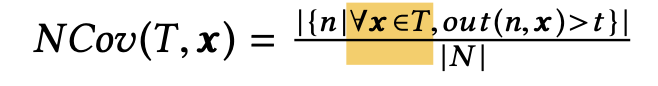 NCov(T, x) = |{n|∀x∈T, out(n, x)>t}| / |N|